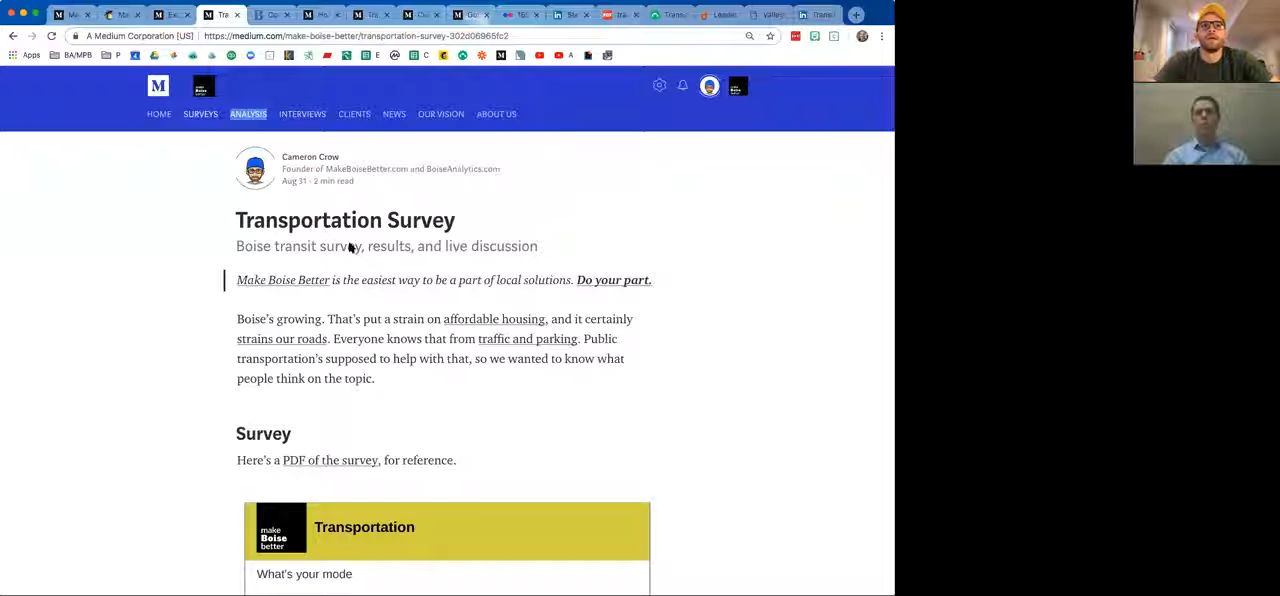 Tra
A Medium Corporation [US] | https://medium.com/make-boise-better/transportation-survey-302d06965fc2
Apps BA/MPB P E C A
M make Boise better
HOME SURVEYS ANALYSIS INTERVIEWS CLIENTS NEWS OUR VISION ABOUT US
Cameron Crow
Founder of MakeBoiseBetter.com and BoiseAnalytics.com
Aug 31 · 2 min read
Transportation Survey
Boise transit survey, results, and live discussion
Make Boise Better is the easiest way to be a part of local solutions. Do your part.
Boise's growing. That's put a strain on affordable housing, and it certainly
strains our roads. Everyone knows that from traffic and parking. Public
transportation's supposed to help with that, so we wanted to know what
people think on the topic.
Survey
Here's a PDF of the survey, for reference.
make
Boise
better
Transportation
What's your mode